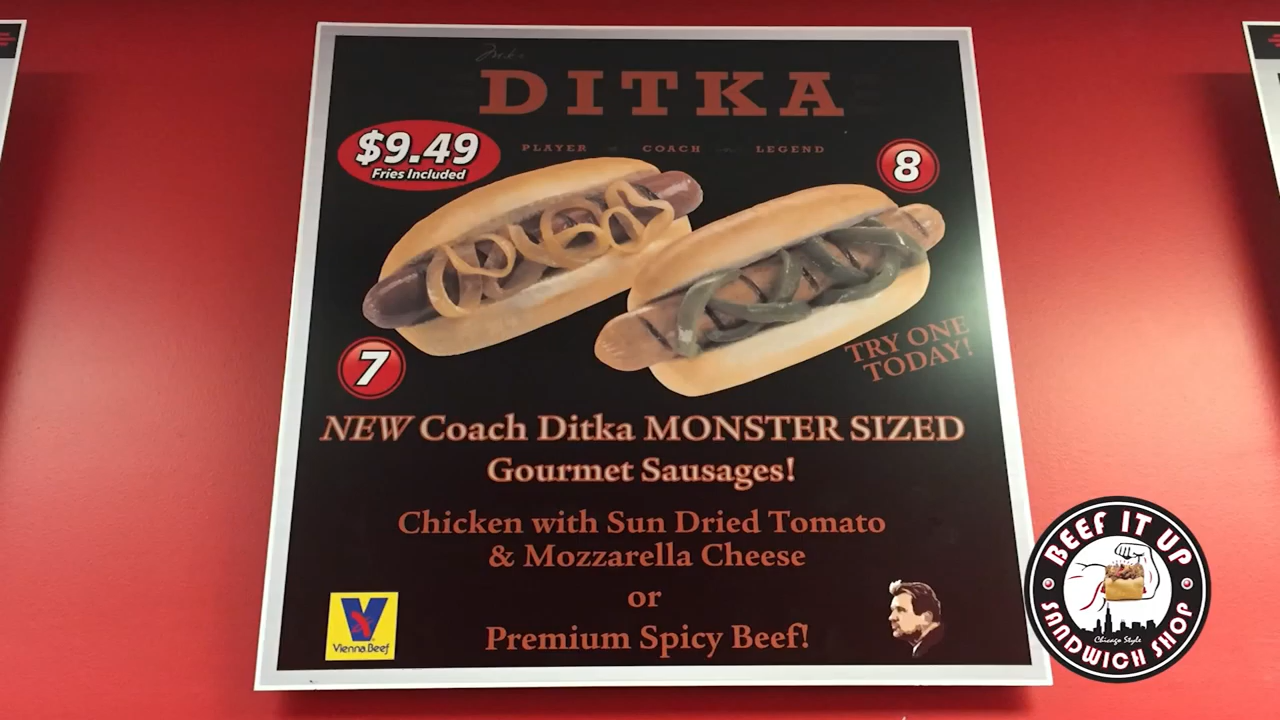 Mike
DITKA
PLAYER COACH LEGEND
$9.49
Fries Included
8
7
TRY ONE
TODAY!
NEW Coach Ditka MONSTER SIZED
Gourmet Sausages!
Chicken with Sun Dried Tomato
& Mozzarella Cheese
or
Premium Spicy Beef!
V
Vienna Beef
BEEF IT UP
Chicago Style
SANDWICH SHOP